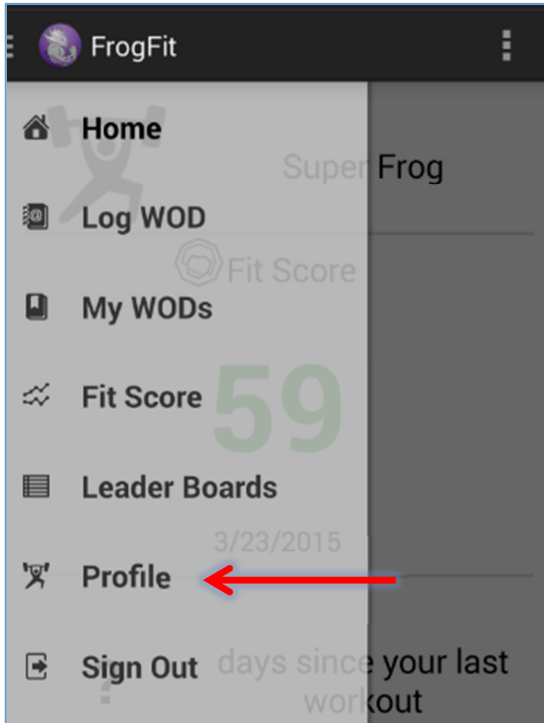 FrogFit
Home
Super Frog
Log WOD
Fit Score
My WODs
59
Fit Score
Leader Boards
3/23/2015
Profile
Sign Out
days since your last
workout